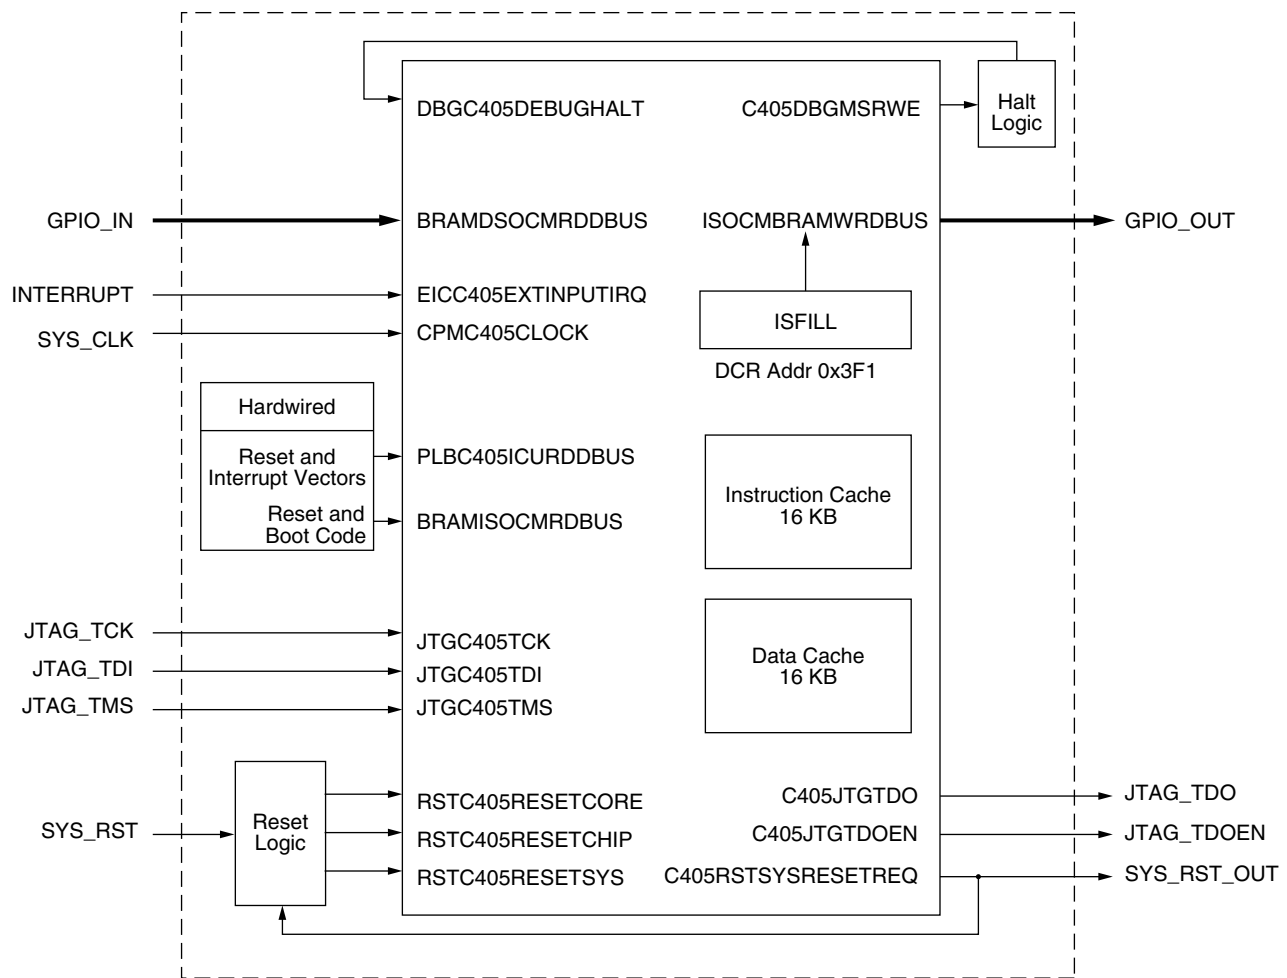 DBGC405DEBUGHALT
C405DBGMSRWE
Halt
Logic
GPIO_IN
BRAMDSOCMRDDBUS
ISOCMBRAMWRDBUS
GPIO_OUT
INTERRUPT
EICC405EXTINPUTIRQ
SYS_CLK
CPMC405CLOCK
ISFILL
DCR Addr 0x3F1
Hardwired
Reset and
Interrupt Vectors
PLBC405ICURDDBUS
Reset and
Boot Code
BRAMISOCMRDBUS
Instruction Cache
16 KB
JTAG_TCK
JTGC405TCK
JTAG_TDI
JTGC405TDI
JTAG_TMS
JTGC405TMS
Data Cache
16 KB
SYS_RST
Reset
Logic
RSTC405RESETCORE
RSTC405RESETCHIP
RSTC405RESETSYS
C405JTGTDO
JTAG_TDO
C405JTGTDOEN
JTAG_TDOEN
C405RSTSYSRESETREQ
SYS_RST_OUT